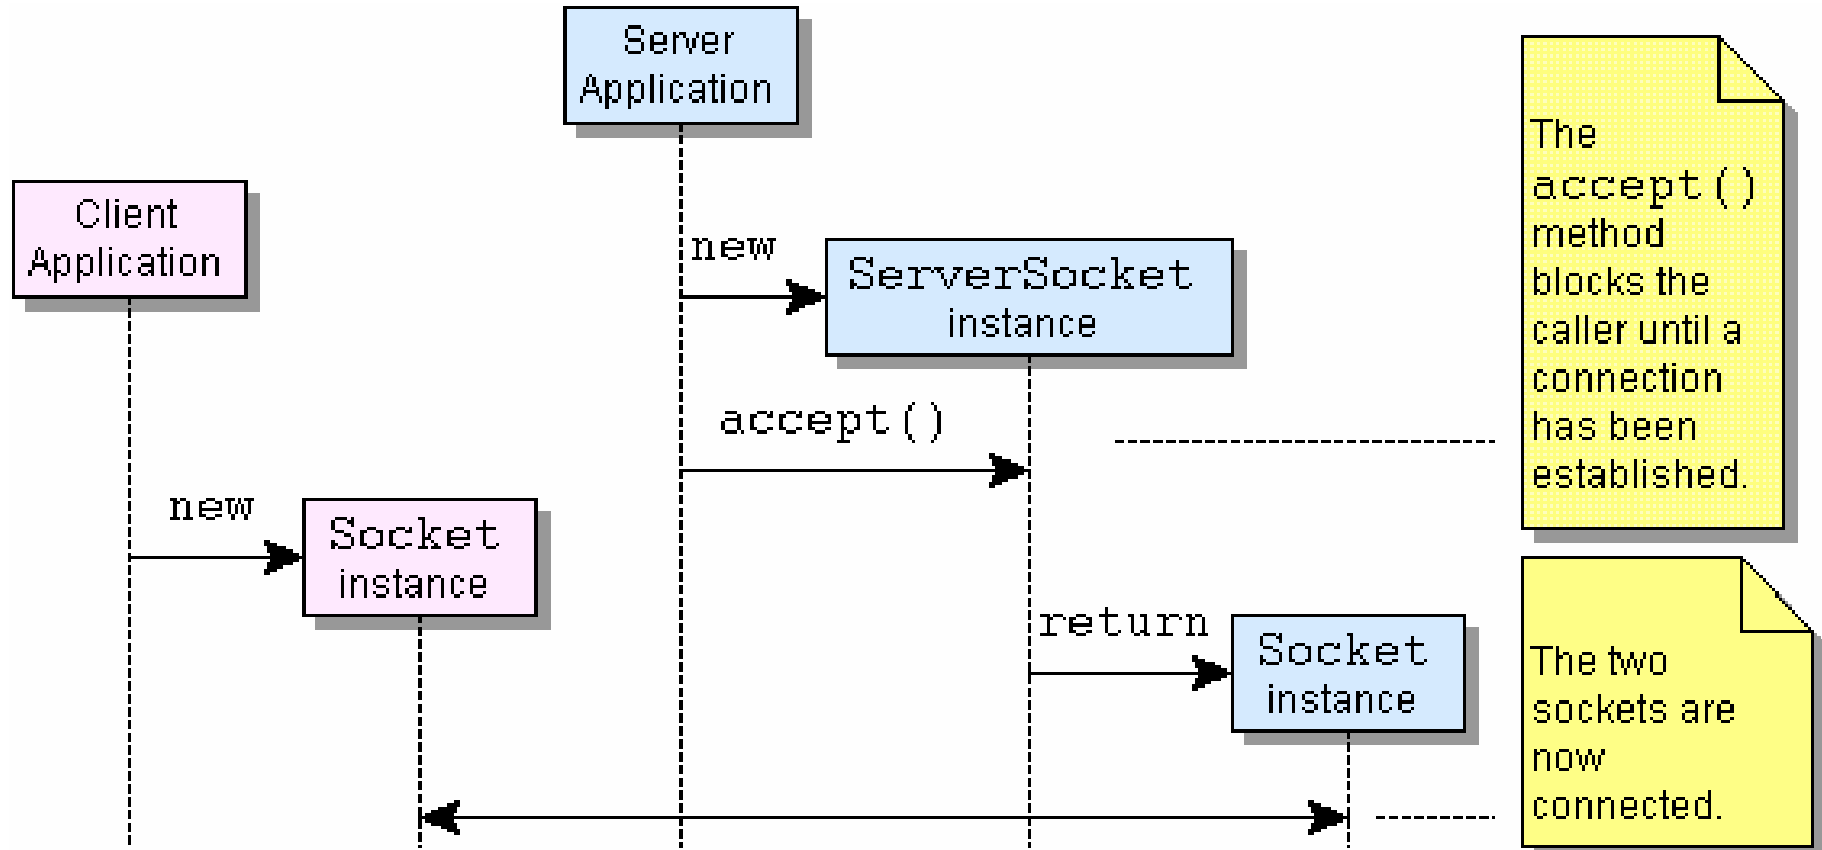 Server
Application
Client
Application
new
ServerSocket
instance
accept()
new
Socket
instance
return
Socket
instance
The
accept()
method
blocks the
caller until a
connection
has been
established.
The two
sockets are
now
connected.